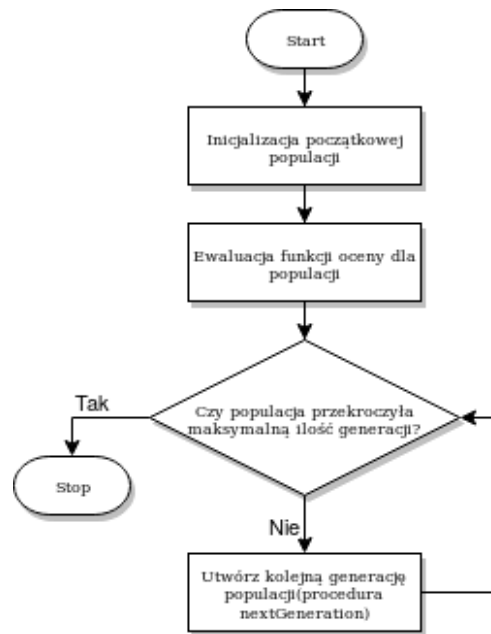 Start
Inicjalizacja początkowej
populacji
Ewaluacja funkcji oceny dla
populacji
Czy populacja przekroczyła
maksymalną ilość generacji?
Tak
Stop
Nie
Utwórz kolejną generację
populacji(procedura
nextGeneration)